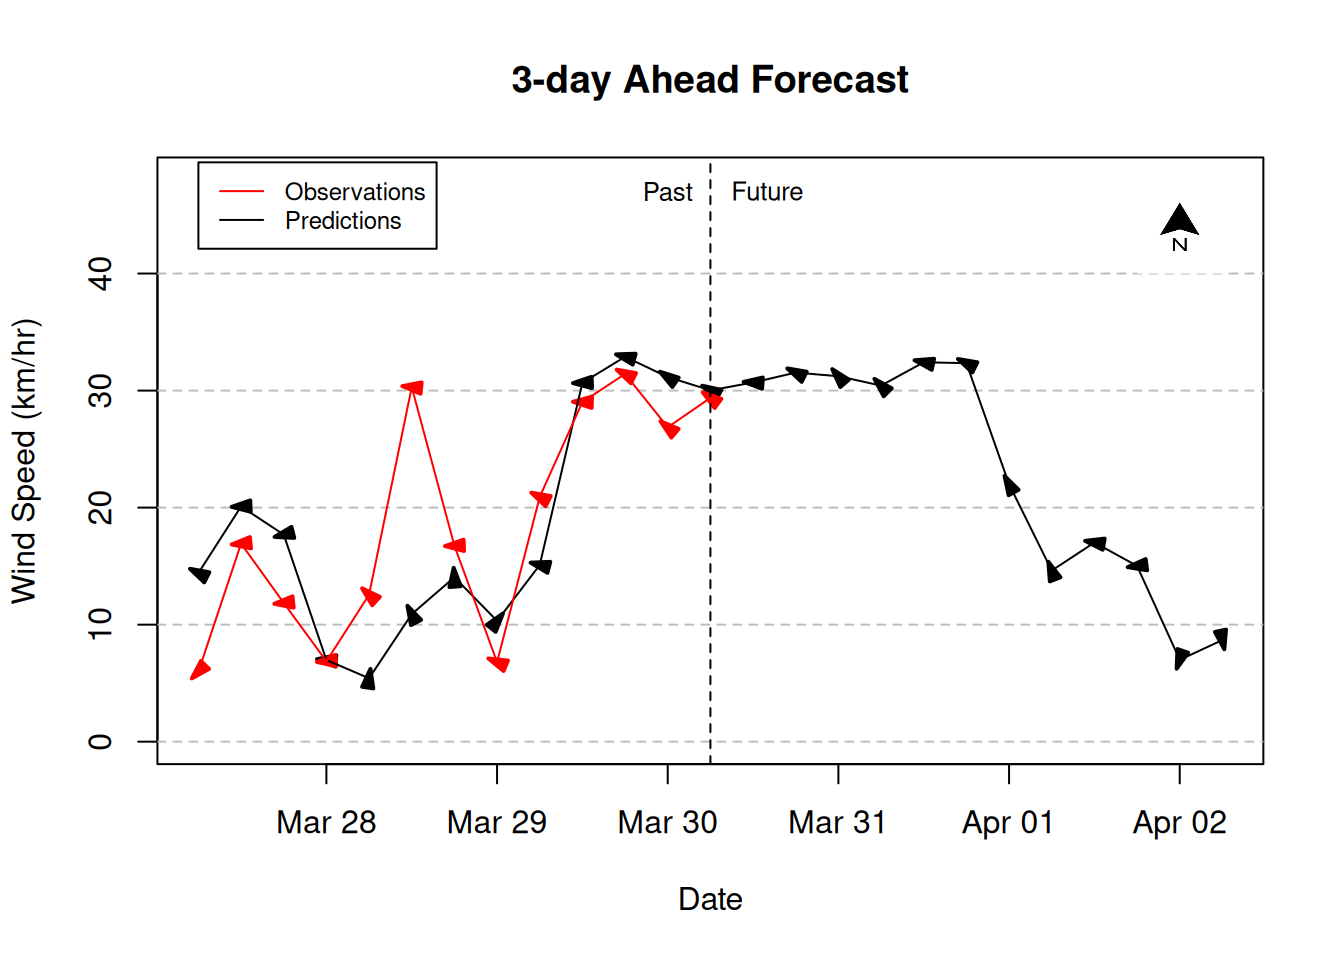 3-day Ahead Forecast
Observations
Predictions
Past
Future
N
Wind Speed (km/hr)
40
30
20
10
0
Mar 28
Mar 29
Mar 30
Mar 31
Apr 01
Apr 02
Date